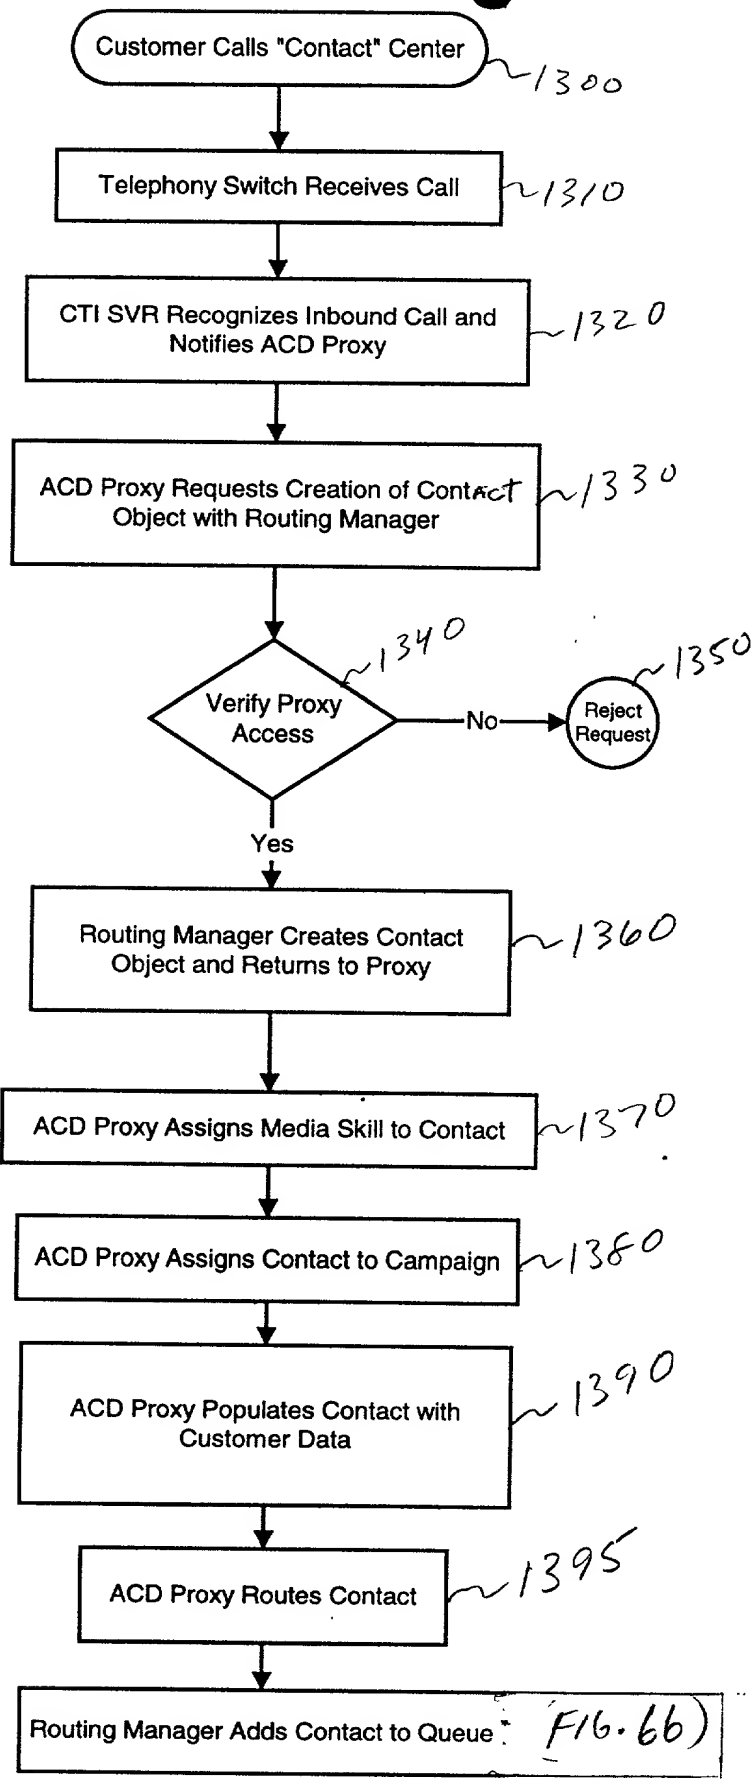 Customer Calls "Contact" Center
1300
Telephony Switch Receives Call
1310
CTI SVR Recognizes Inbound Call and
Notifies ACD Proxy
1320
ACD Proxy Requests Creation of Contact
Object with Routing Manager
1330
Verify Proxy
Access
1340
No
Reject
Request
1350
Yes
Routing Manager Creates Contact
Object and Returns to Proxy
1360
ACD Proxy Assigns Media Skill to Contact
1370
ACD Proxy Assigns Contact to Campaign
1380
ACD Proxy Populates Contact with
Customer Data
1390
ACD Proxy Routes Contact
1395
Routing Manager Adds Contact to Queue : FIG. 66)